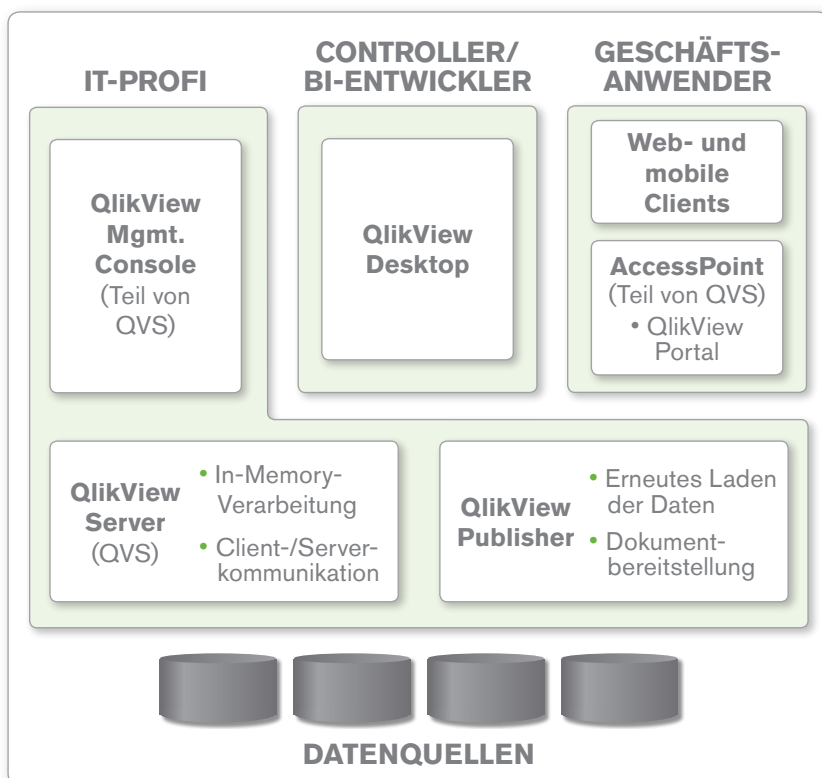 IT-PROFI
CONTROLLER/
BI-ENTWICKLER
GESCHÄFTS-
ANWENDER
QlikView
Mgmt.
Console
(Teil von
QVS)
QlikView
Desktop
Web- und
mobile
Clients
AccessPoint
(Teil von QVS)
• QlikView
Portal
QlikView
Server
(QVS)
• In-Memory-
Verarbeitung
• Client-/Server-
kommunikation
QlikView
Publisher
• Erneutes Laden
der Daten
• Dokument-
bereitstellung
DATENQUELLEN